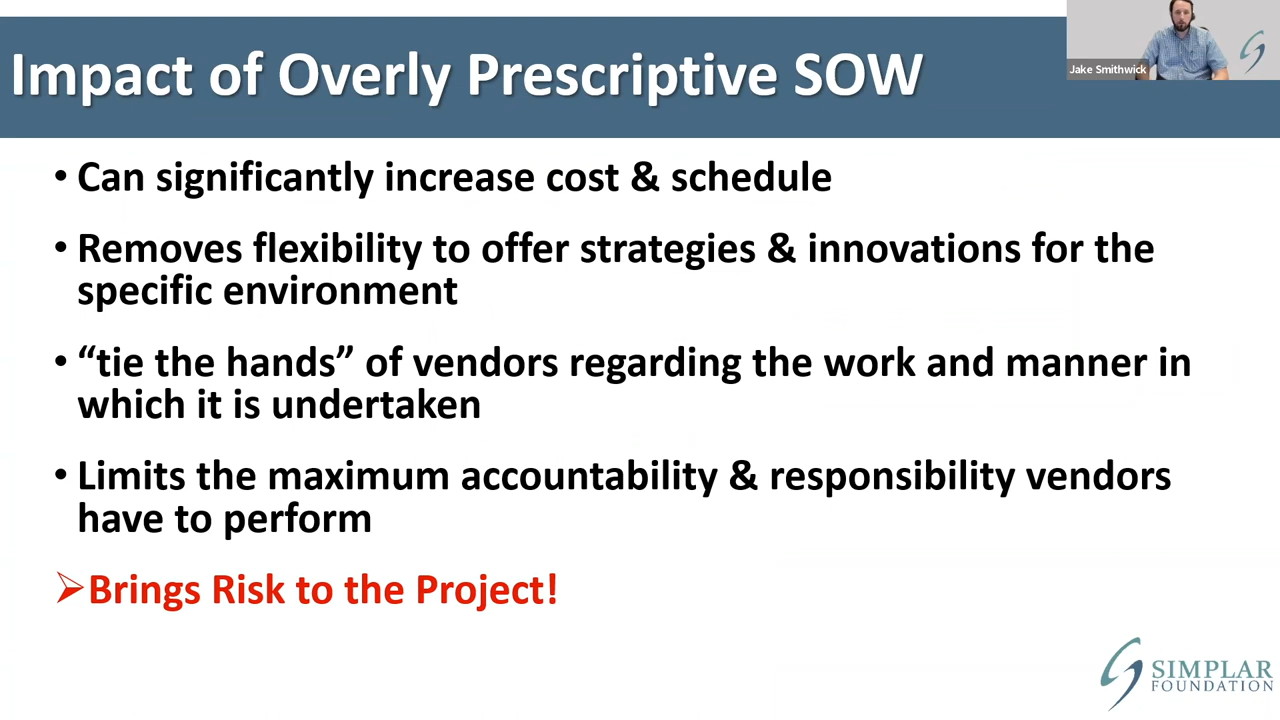 Impact of Overly Prescriptive SOW
Jake Smithwick
• Can significantly increase cost & schedule
• Removes flexibility to offer strategies & innovations for the
specific environment
• “tie the hands” of vendors regarding the work and manner in
which it is undertaken
• Limits the maximum accountability & responsibility vendors
have to perform
➢Brings Risk to the Project!
SIMPLAR
FOUNDATION